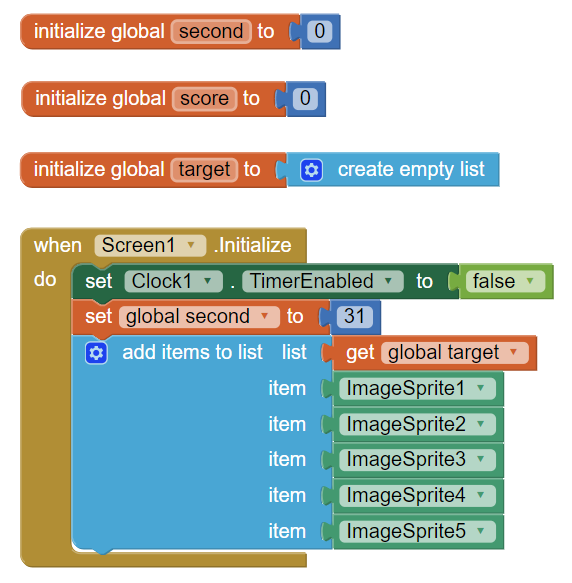 initialize global second to 0
initialize global score to 0
initialize global target to create empty list
when Screen1 .Initialize
do set Clock1 . TimerEnabled to false
set global second to 31
add items to list list get global target
item ImageSprite1
item ImageSprite2
item ImageSprite3
item ImageSprite4
item ImageSprite5